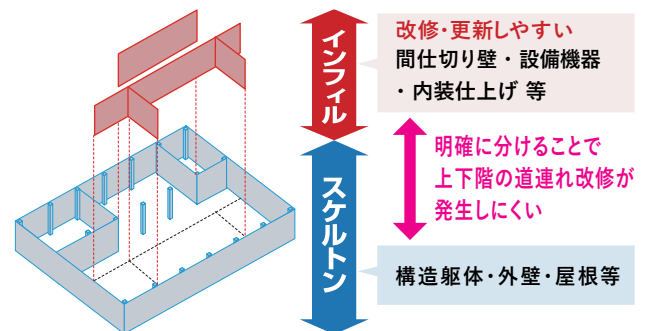 インフィル
改修・更新しやすい
間仕切り壁・設備機器
・内装仕上げ 等
明確に分けることで
上下階の道連れ改修が
発生しにくい
スケルトン
構造躯体・外壁・屋根等